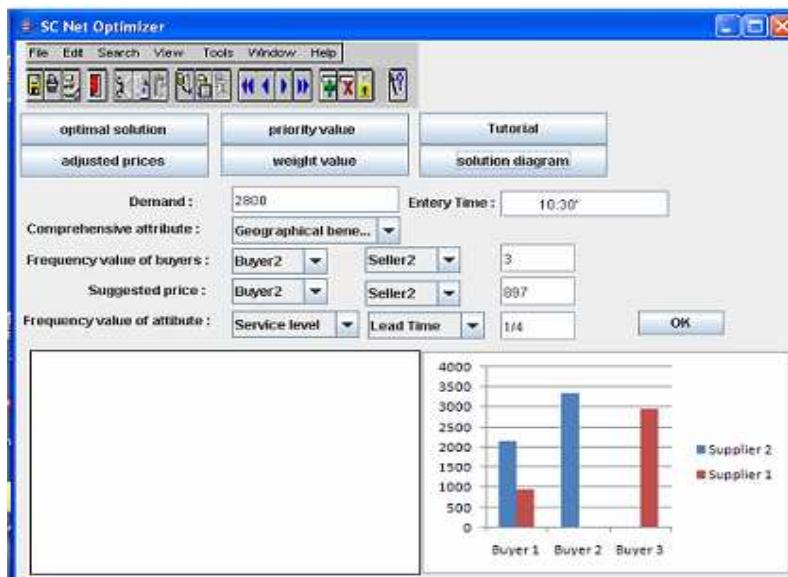 SC Net Optimizer
File Edit Search View Tools Window Help
optimal solution priority value Tutorial
adjusted prices weight value solution diagram
Demand : 2800 Entery Time : 10:30'
Comprehensive attribute : Geographical bene...
Frequency value of buyers : Buyer2 Seller2 3
Suggested price : Buyer2 Seller2 897
Frequency value of attibute : Service level Lead Time 1/4 OK
4000
3500
3000
2500
2000
1500
1000
500
0
Supplier 2
Supplier 1
Buyer 1 Buyer 2 Buyer 3